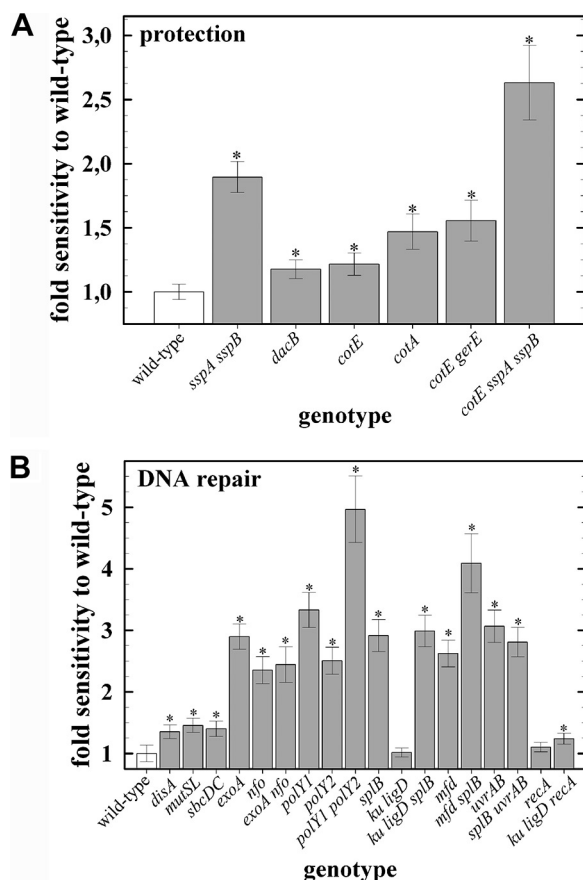 A
protection
fold sensitivity to wild-type
3,0
2,5
2,0
1,5
1,0
* * * * * *
wild-type
sspA sspB
dacB
cotE
cotA
cotE gerE
cotE sspA sspB
genotype
B
DNA repair
fold sensitivity to wild-type
5
4
3
2
1
* * * * * * * * * * * * * * * *
wild-type
disA
mutSL
sbcDC
exoA
nfo
exoA nfo
polY1
polY2
polY1 polY2
splB
ku ligD
ku ligD splB
mfd
mfd splB
uvrAB
splB uvrAB
recA
ku ligD recA
genotype